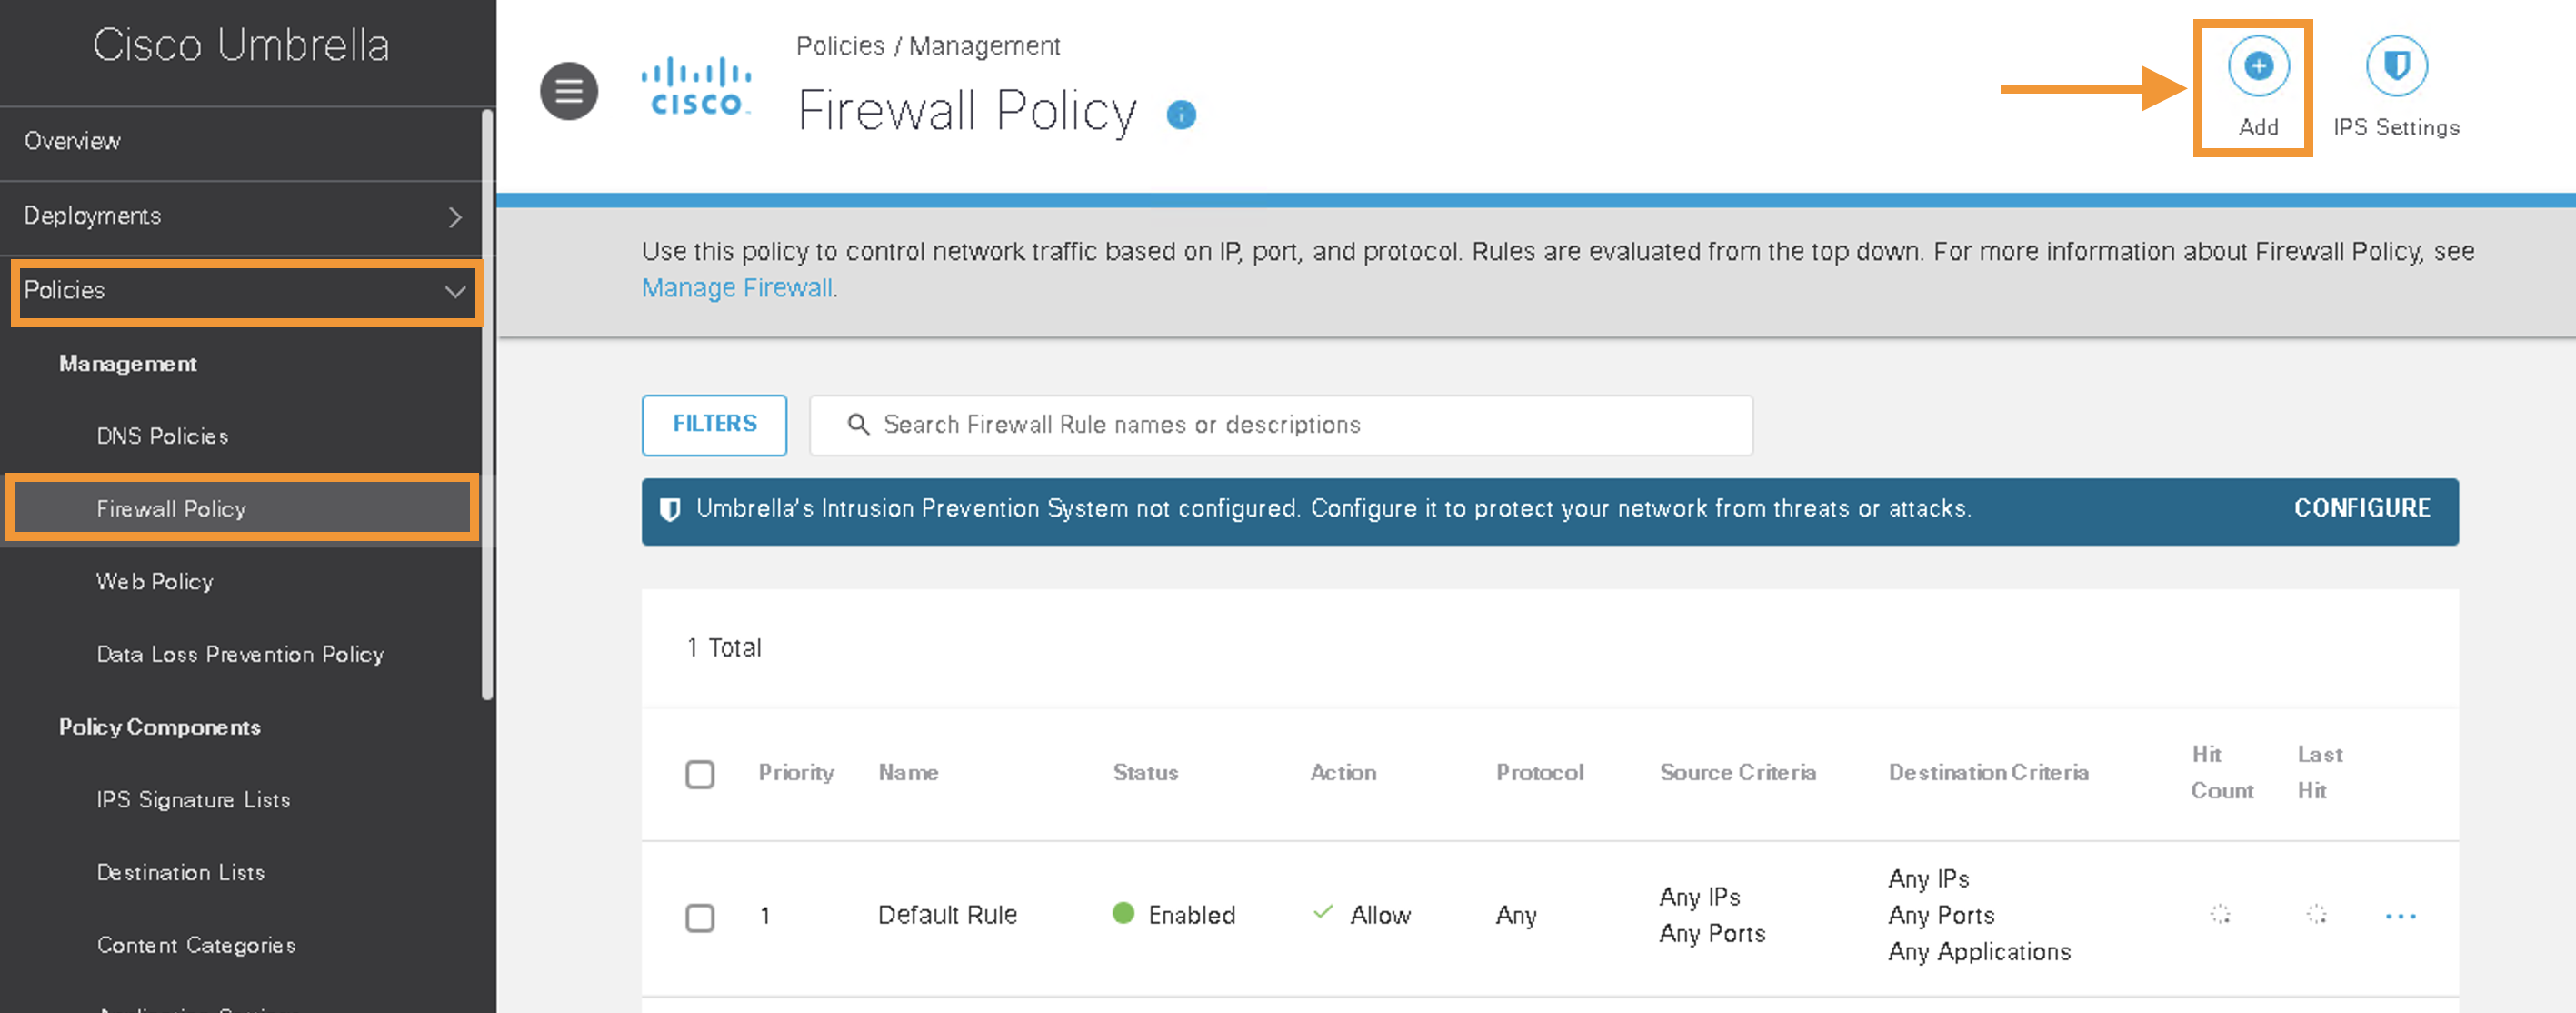 Cisco Umbrella
Overview
Deployments
Policies
Management
DNS Policies
Firewall Policy
Web Policy
Data Loss Prevention Policy
Policy Components
IPS Signature Lists
Destination Lists
Content Categories
CISCO
Policies / Management
Firewall Policy
Add
IPS Settings
Use this policy to control network traffic based on IP, port, and protocol. Rules are evaluated from the top down. For more information about Firewall Policy, see
Manage Firewall.
FILTERS
Search Firewall Rule names or descriptions
Umbrella's Intrusion Prevention System not configured. Configure it to protect your network from threats or attacks.
CONFIGURE
1 Total
Priority Name Status Action Protocol Source Criteria Destination Criteria Hit Count Last Hit
1 Default Rule Enabled Allow Any
Any IPs
Any Ports
Any IPs
Any Ports
Any Applications